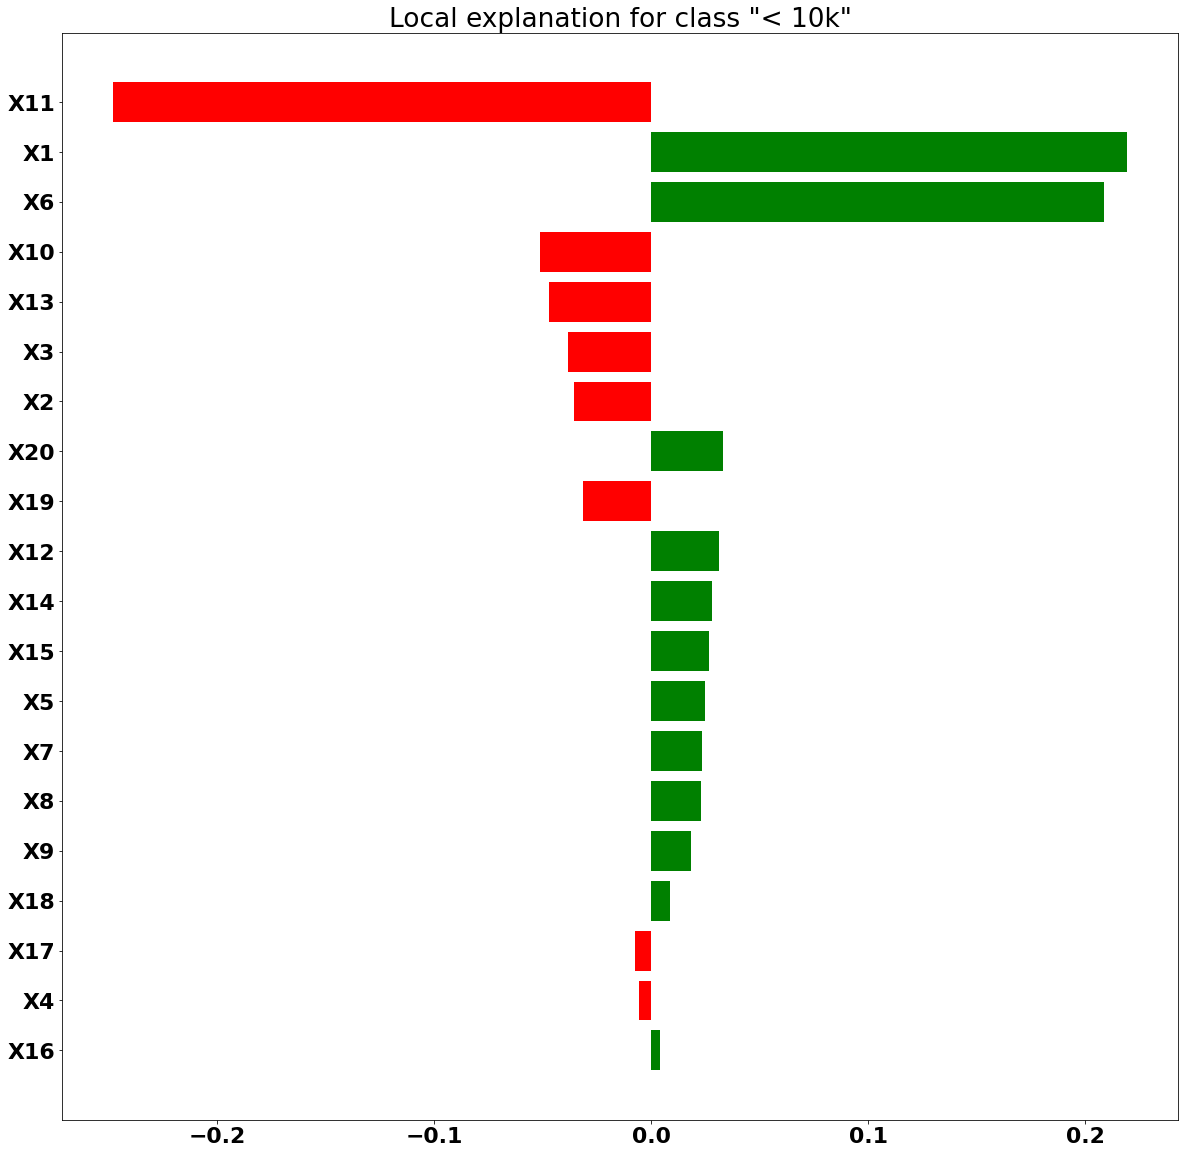 Local explanation for class "< 10k"
X11
X1
X6
X10
X13
X3
X2
X20
X19
X12
X14
X15
X5
X7
X8
X9
X18
X17
X4
X16
−0.2 −0.1 0.0 0.1 0.2